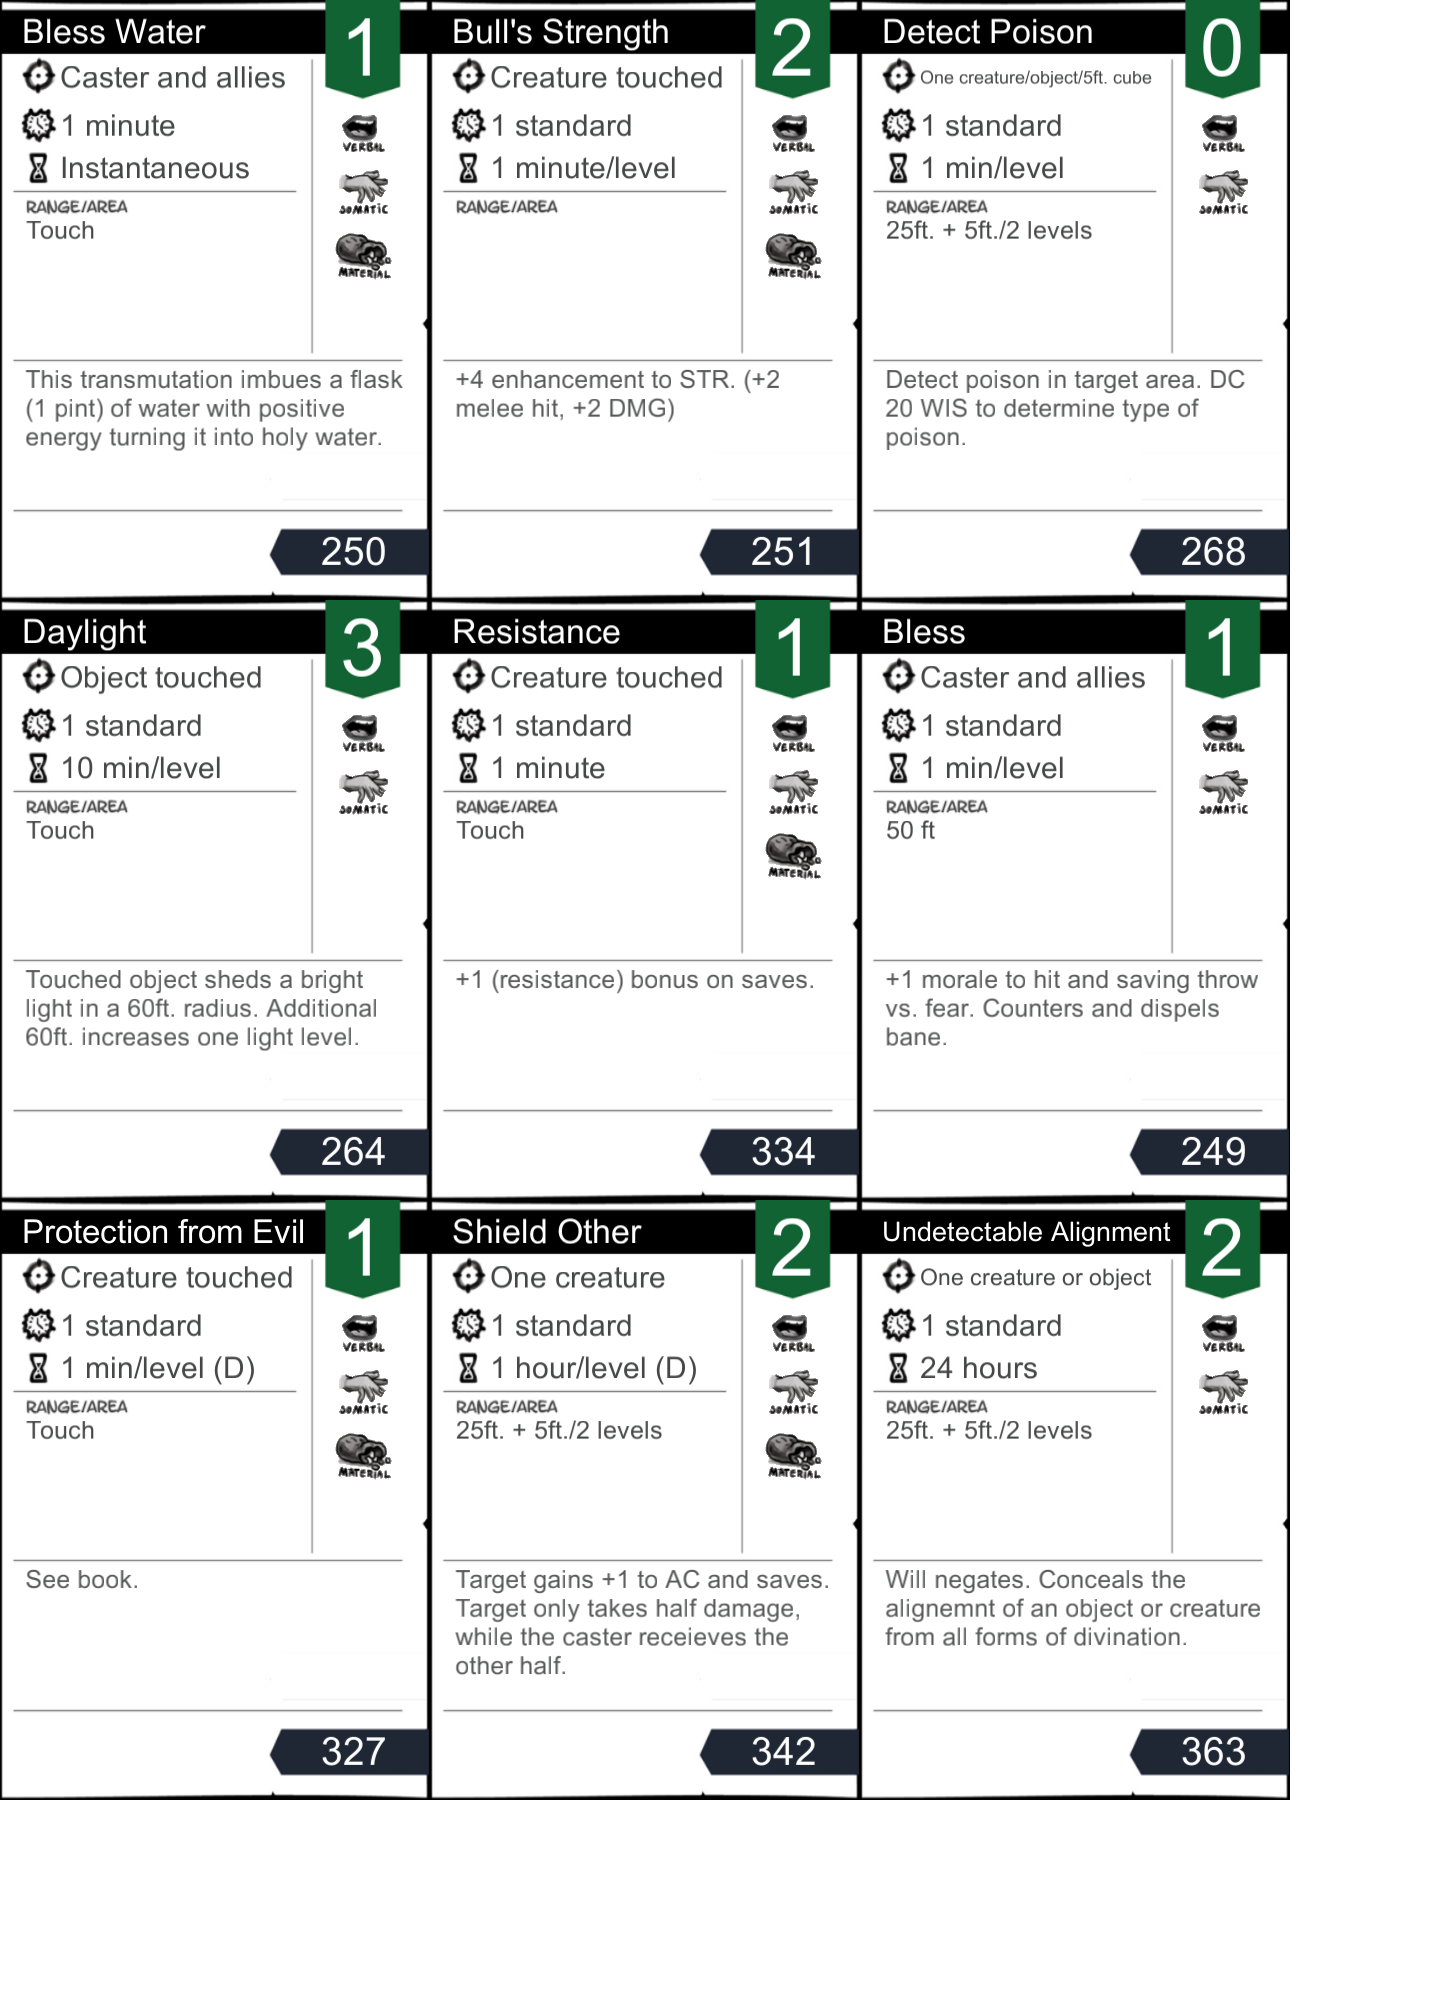 Bless Water
1
Caster and allies
1 minute
Instantaneous
VERBAL
SOMATIC
MATERIAL
RANGE/AREA
Touch
This transmutation imbues a flask
(1 pint) of water with positive
energy turning it into holy water.
250
Bull's Strength
2
Creature touched
1 standard
1 minute/level
VERBAL
SOMATIC
MATERIAL
RANGE/AREA
+4 enhancement to STR. (+2
melee hit, +2 DMG)
251
Detect Poison
0
One creature/object/5ft. cube
1 standard
1 min/level
VERBAL
SOMATIC
RANGE/AREA
25ft. + 5ft./2 levels
Detect poison in target area. DC
20 WIS to determine type of
poison.
268
Daylight
3
Object touched
1 standard
10 min/level
VERBAL
SOMATIC
RANGE/AREA
Touch
Touched object sheds a bright
light in a 60ft. radius. Additional
60ft. increases one light level.
264
Resistance
1
Creature touched
1 standard
1 minute
VERBAL
SOMATIC
MATERIAL
RANGE/AREA
Touch
+1 (resistance) bonus on saves.
334
Bless
1
Caster and allies
1 standard
1 min/level
VERBAL
SOMATIC
RANGE/AREA
50 ft
+1 morale to hit and saving throw
vs. fear. Counters and dispels
bane.
249
Protection from Evil
1
Creature touched
1 standard
1 min/level (D)
VERBAL
SOMATIC
MATERIAL
RANGE/AREA
Touch
See book.
327
Shield Other
2
One creature
1 standard
1 hour/level (D)
VERBAL
SOMATIC
MATERIAL
RANGE/AREA
25ft. + 5ft./2 levels
Target gains +1 to AC and saves.
Target only takes half damage,
while the caster receieves the
other half.
342
Undetectable Alignment
2
One creature or object
1 standard
24 hours
VERBAL
SOMATIC
RANGE/AREA
25ft. + 5ft./2 levels
Will negates. Conceals the
alignemnt of an object or creature
from all forms of divination.
363